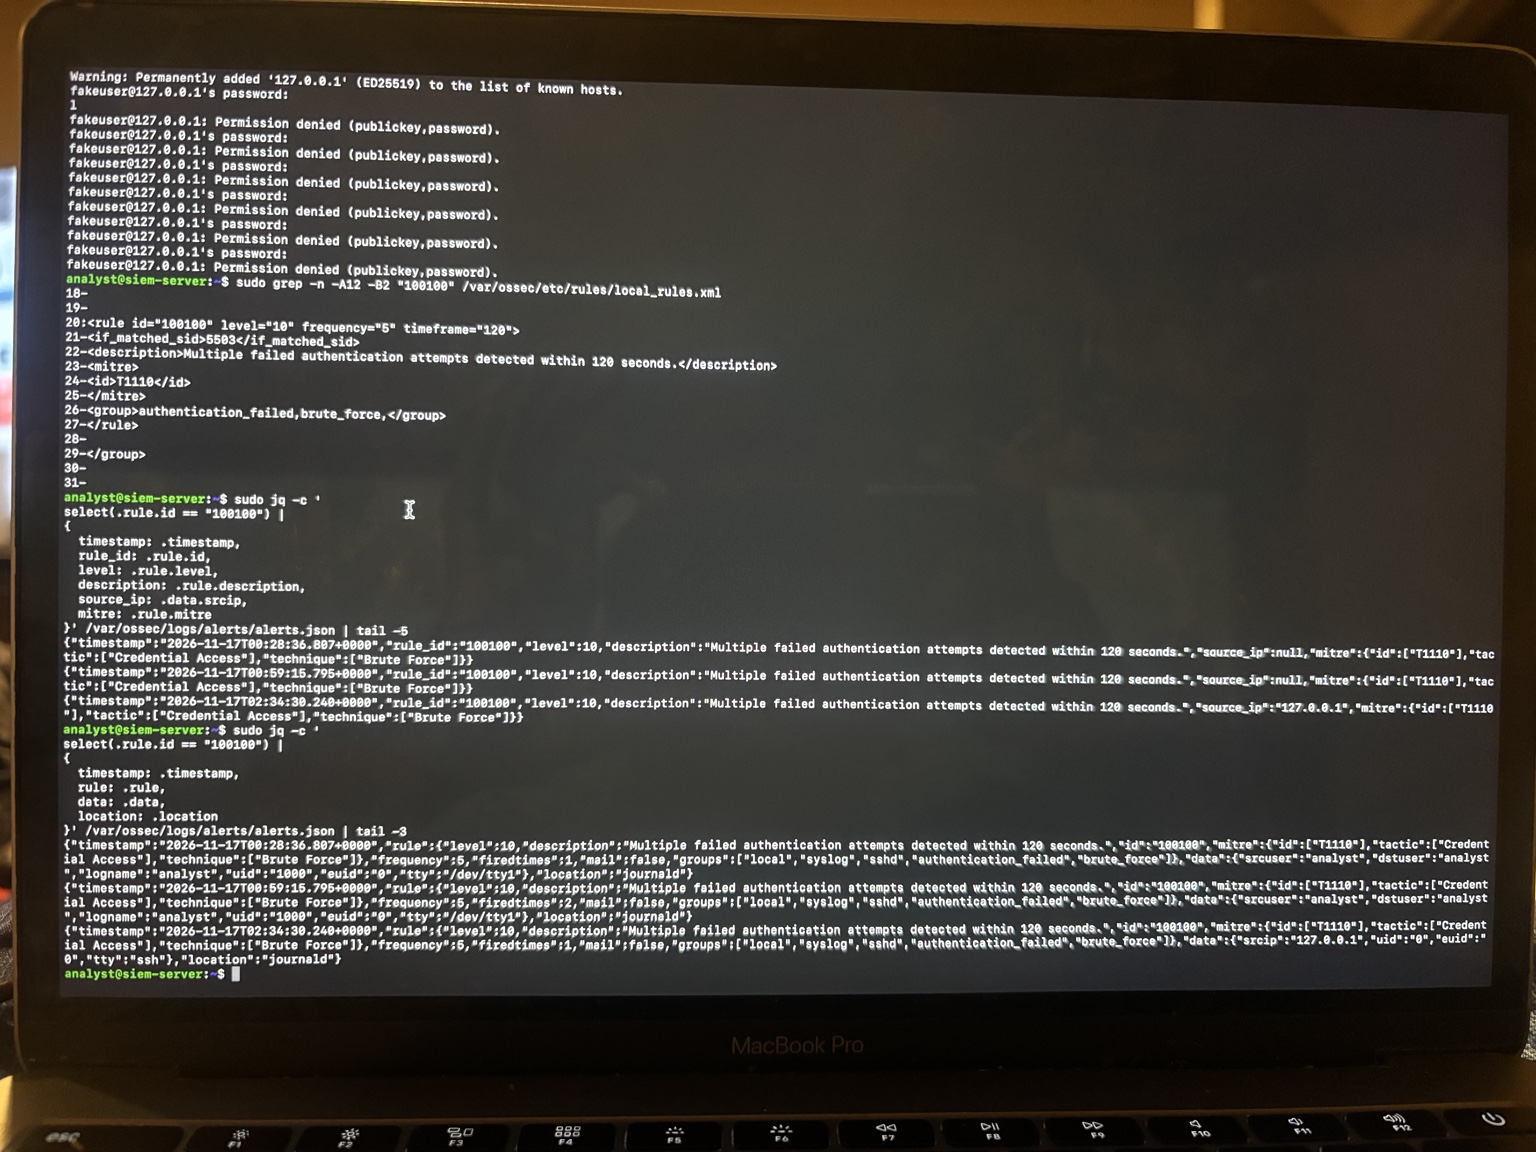 Warning: Permanently added '127.0.0.1' (ED25519) to the list of known hosts.
fakeuser@127.0.0.1's password:
1
fakeuser@127.0.0.1: Permission denied (publickey,password).
fakeuser@127.0.0.1's password:
fakeuser@127.0.0.1: Permission denied (publickey,password).
fakeuser@127.0.0.1's password:
fakeuser@127.0.0.1: Permission denied (publickey,password).
fakeuser@127.0.0.1's password:
fakeuser@127.0.0.1: Permission denied (publickey,password).
fakeuser@127.0.0.1's password:
fakeuser@127.0.0.1: Permission denied (publickey,password).
fakeuser@127.0.0.1's password:
fakeuser@127.0.0.1: Permission denied (publickey,password).
analyst@siem-server:~$ sudo grep -n -A12 -B2 "100100" /var/ossec/etc/rules/local_rules.xml
18-
19-
20:<rule id="100100" level="10" frequency="5" timeframe="120">
21-<if_matched_sid>5503</if_matched_sid>
22-<description>Multiple failed authentication attempts detected within 120 seconds.</description>
23-<mitre>
24-<id>T1110</id>
25-</mitre>
26-<group>authentication_failed,brute_force,</group>
27-</rule>
28-
29-</group>
30-
31-
analyst@siem-server:~$ sudo jq -c '
select(.rule.id == "100100") |
{
timestamp: .timestamp,
rule_id: .rule.id,
level: .rule.level,
description: .rule.description,
source_ip: .data.srcip,
mitre: .rule.mitre
}' /var/ossec/logs/alerts/alerts.json | tail -5
{"timestamp":"2026-11-17T00:28:36.807+0000","rule_id":"100100","level":10,"description":"Multiple failed authentication attempts detected within 120 seconds.","source_ip":null,"mitre":{"id":["T1110"],"tac
tic":["Credential Access"],"technique":["Brute Force"]}}
{"timestamp":"2026-11-17T00:59:15.795+0000","rule_id":"100100","level":10,"description":"Multiple failed authentication attempts detected within 120 seconds.","source_ip":null,"mitre":{"id":["T1110"],"tac
tic":["Credential Access"],"technique":["Brute Force"]}}
{"timestamp":"2026-11-17T02:34:30.240+0000","rule_id":"100100","level":10,"description":"Multiple failed authentication attempts detected within 120 seconds.","source_ip":"127.0.0.1","mitre":{"id":["T1110
"],"tactic":["Credential Access"],"technique":["Brute Force"]}}
analyst@siem-server:~$ sudo jq -c '
select(.rule.id == "100100") |
{
timestamp: .timestamp,
rule: .rule,
data: .data,
location: .location
}' /var/ossec/logs/alerts/alerts.json | tail -3
{"timestamp":"2026-11-17T00:28:36.807+0000","rule":{"level":10,"description":"Multiple failed authentication attempts detected within 120 seconds.","id":"100100","mitre":{"id":["T1110"],"tactic":["Credent
ial Access"],"technique":["Brute Force"]},"frequency":5,"firedtimes":1,"mail":false,"groups":["local","syslog","sshd","authentication_failed","brute_force"]},"data":{"srcuser":"analyst","dstuser":"analyst
","logname":"analyst","uid":"1000","euid":"0","tty":"/dev/tty1"},"location":"journald"}
{"timestamp":"2026-11-17T00:59:15.795+0000","rule":{"level":10,"description":"Multiple failed authentication attempts detected within 120 seconds.","id":"100100","mitre":{"id":["T1110"],"tactic":["Credent
ial Access"],"technique":["Brute Force"]},"frequency":5,"firedtimes":2,"mail":false,"groups":["local","syslog","sshd","authentication_failed","brute_force"]},"data":{"srcuser":"analyst","dstuser":"analyst
","logname":"analyst","uid":"1000","euid":"0","tty":"/dev/tty1"},"location":"journald"}
{"timestamp":"2026-11-17T02:34:30.240+0000","rule":{"level":10,"description":"Multiple failed authentication attempts detected within 120 seconds.","id":"100100","mitre":{"id":["T1110"],"tactic":["Credent
ial Access"],"technique":["Brute Force"]},"frequency":5,"firedtimes":1,"mail":false,"groups":["local","syslog","sshd","authentication_failed","brute_force"]},"data":{"srcip":"127.0.0.1","uid":"0","euid":"
0","tty":"ssh"},"location":"journald"}
analyst@siem-server:~$
MacBook Pro
esc F1 F2 F3 F4 F5 F6 F7 F8 F9 F10 F11 F12